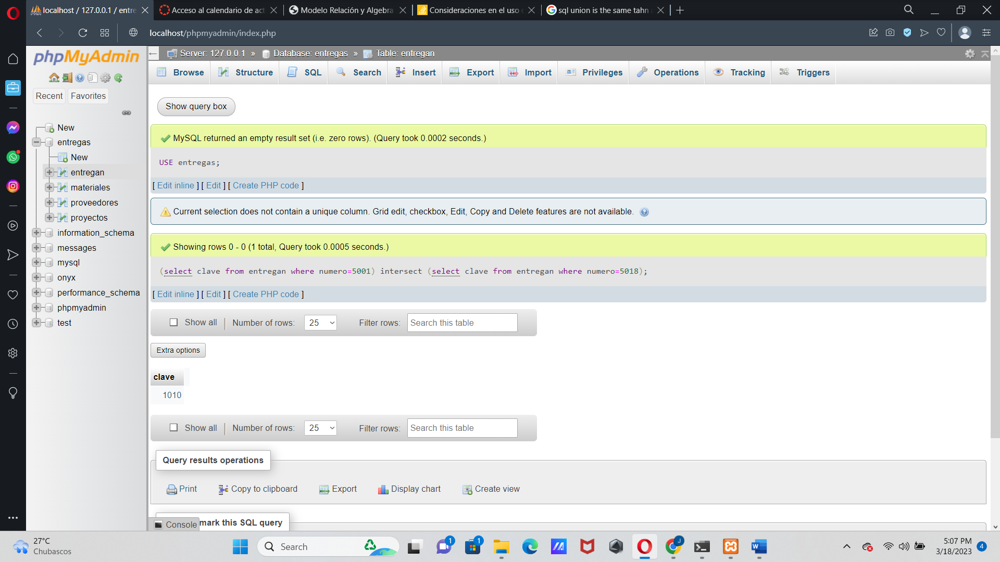 localhost / 127.0.0.1 / entre
Acceso al calendario de act
Modelo Relación y Algebra
Consideraciones en el uso
sql union is the same tahn
localhost/phpmyadmin/index.php
phpMyAdmin
Recent
Favorites
New
entregas
New
entregan
materiales
proveedores
proyectos
information_schema
messages
mysql
onyx
performance_schema
phpmyadmin
test
Server: 127.0.0.1 » Database: entregas » Table: entregan
Browse
Structure
SQL
Search
Insert
Export
Import
Privileges
Operations
Tracking
Triggers
Show query box
MySQL returned an empty result set (i.e. zero rows). (Query took 0.0002 seconds.)
USE entregas;
[ Edit inline ] [ Edit ] [ Create PHP code ]
Current selection does not contain a unique column. Grid edit, checkbox, Edit, Copy and Delete features are not available.
Showing rows 0 - 0 (1 total, Query took 0.0005 seconds.)
(select clave from entregan where numero=5001) intersect (select clave from entregan where numero=5018);
[ Edit inline ] [ Edit ] [ Create PHP code ]
Show all
Number of rows:
25
Filter rows:
Search this table
Extra options
clave
1010
Show all
Number of rows:
25
Filter rows:
Search this table
Query results operations
Print
Copy to clipboard
Export
Display chart
Create view
Console
mark this SQL query
27°C
Chubascos
Search
1
1
J
5:07 PM
3/18/2023
4